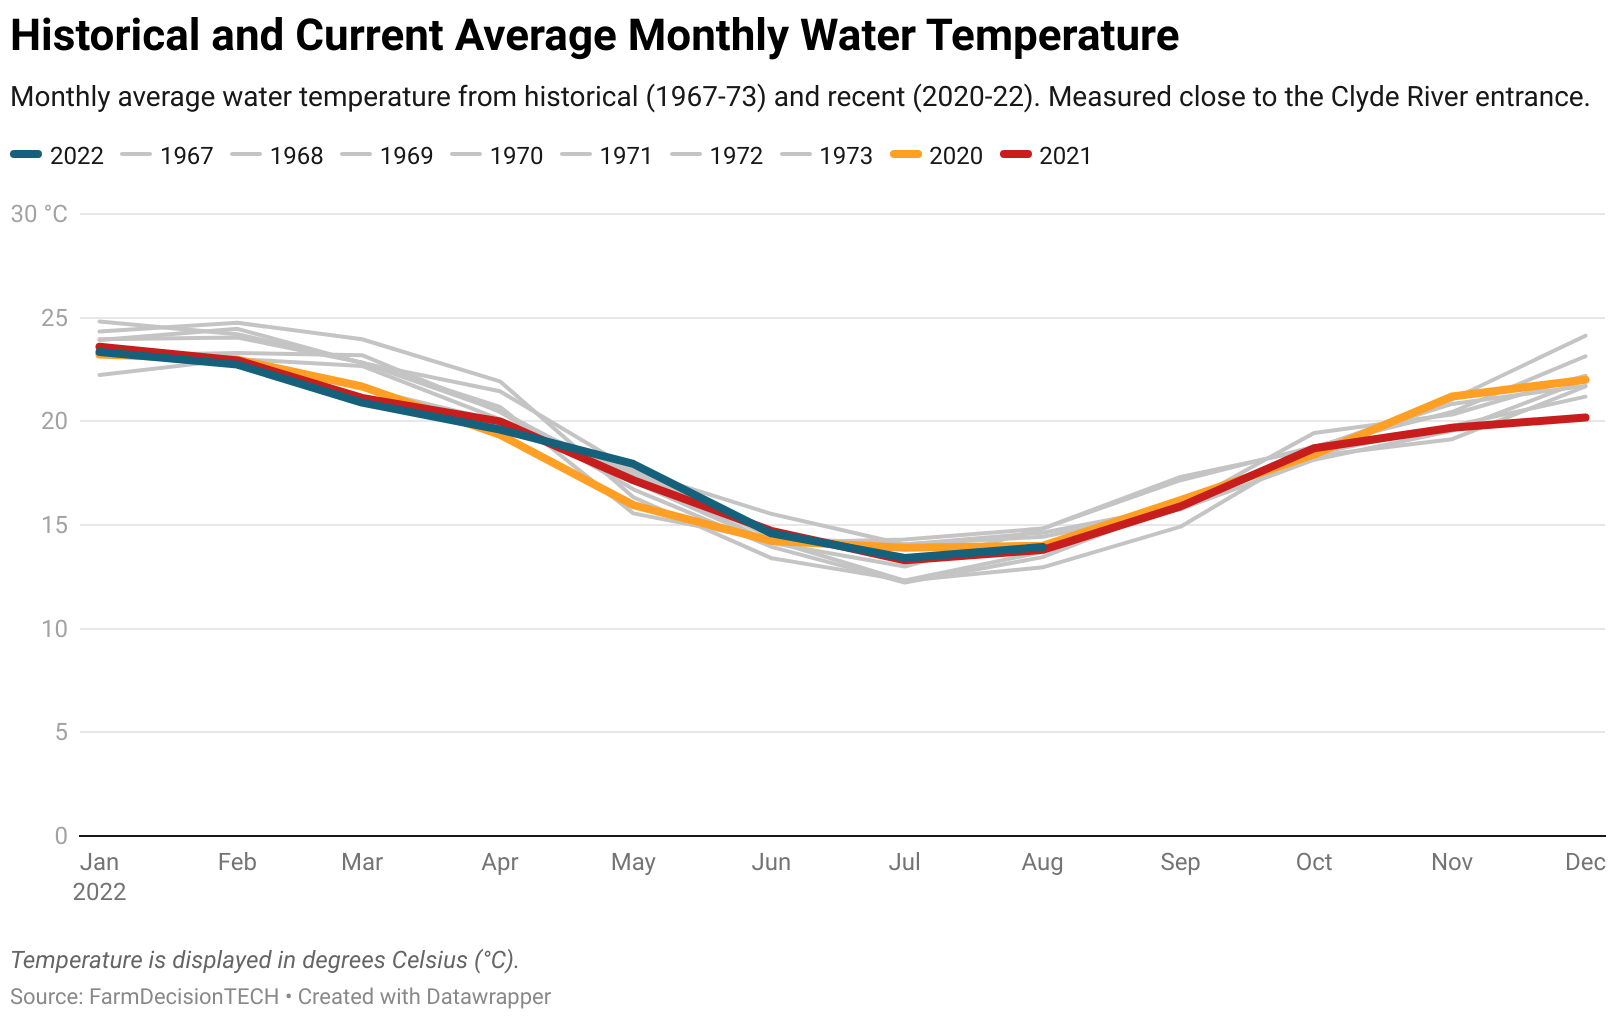 Historical and Current Average Monthly Water Temperature
Monthly average water temperature from historical (1967-73) and recent (2020-22). Measured close to the Clyde River entrance.
2022 1967 1968 1969 1970 1971 1972 1973 2020 2021
30 °C
25
20
15
10
5
0
Jan Feb Mar Apr May Jun Jul Aug Sep Oct Nov Dec
2022
Temperature is displayed in degrees Celsius (°C).
Source: FarmDecisionTECH • Created with Datawrapper